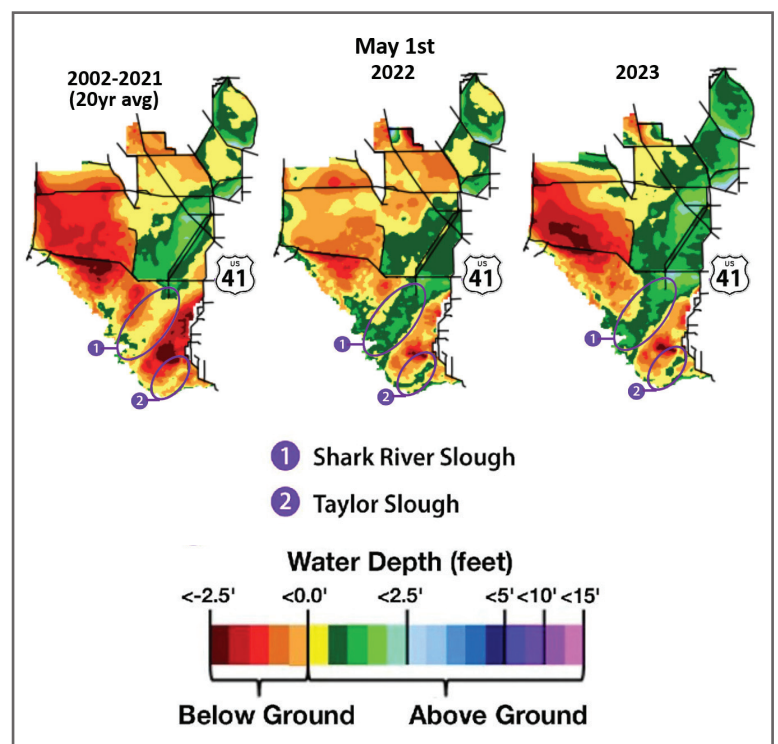 May 1st
2002-2021
(20yr avg)
2022
2023
US
41
US
41
US
41
1
2
1
2
1
2
1 Shark River Slough
2 Taylor Slough
Water Depth (feet)
<-2.5' <0.0' <2.5' <5' <10' <15'
Below Ground Above Ground